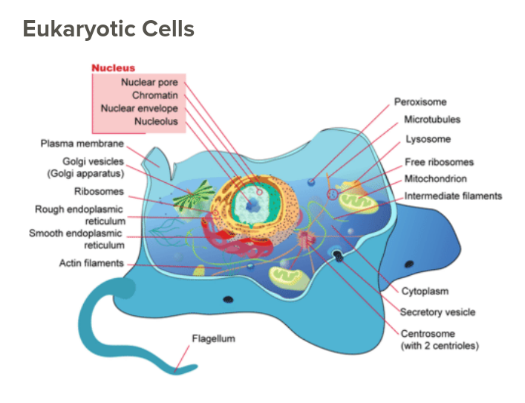 Eukaryotic Cells
Nucleus
Nuclear pore
Chromatin
Nuclear envelope
Nucleolus
Plasma membrane
Golgi vesicles
(Golgi apparatus)
Ribosomes
Rough endoplasmic
reticulum
Smooth endoplasmic
reticulum
Actin filaments
Flagellum
Peroxisome
Microtubules
Lysosome
Free ribosomes
Mitochondrion
Intermediate filaments
Cytoplasm
Secretory vesicle
Centrosome
(with 2 centrioles)